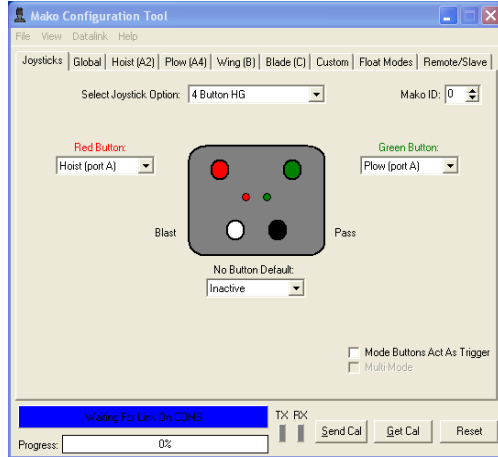 Mako Configuration Tool
File View Datalink Help
Joysticks Global Hoist (A2) Plow (A4) Wing (B) Blade (C) Custom Float Modes Remote/Slave
Select Joystick Option: 4 Button HG Mako ID: 0
Red Button: Green Button:
Hoist (port A) Plow (port A)
Blast Pass
No Button Default:
Inactive
Mode Buttons Act As Trigger
Multi Mode
Waiting For Link On COM8 TX RX
Send Cal Get Cal Reset
Progress: 0%